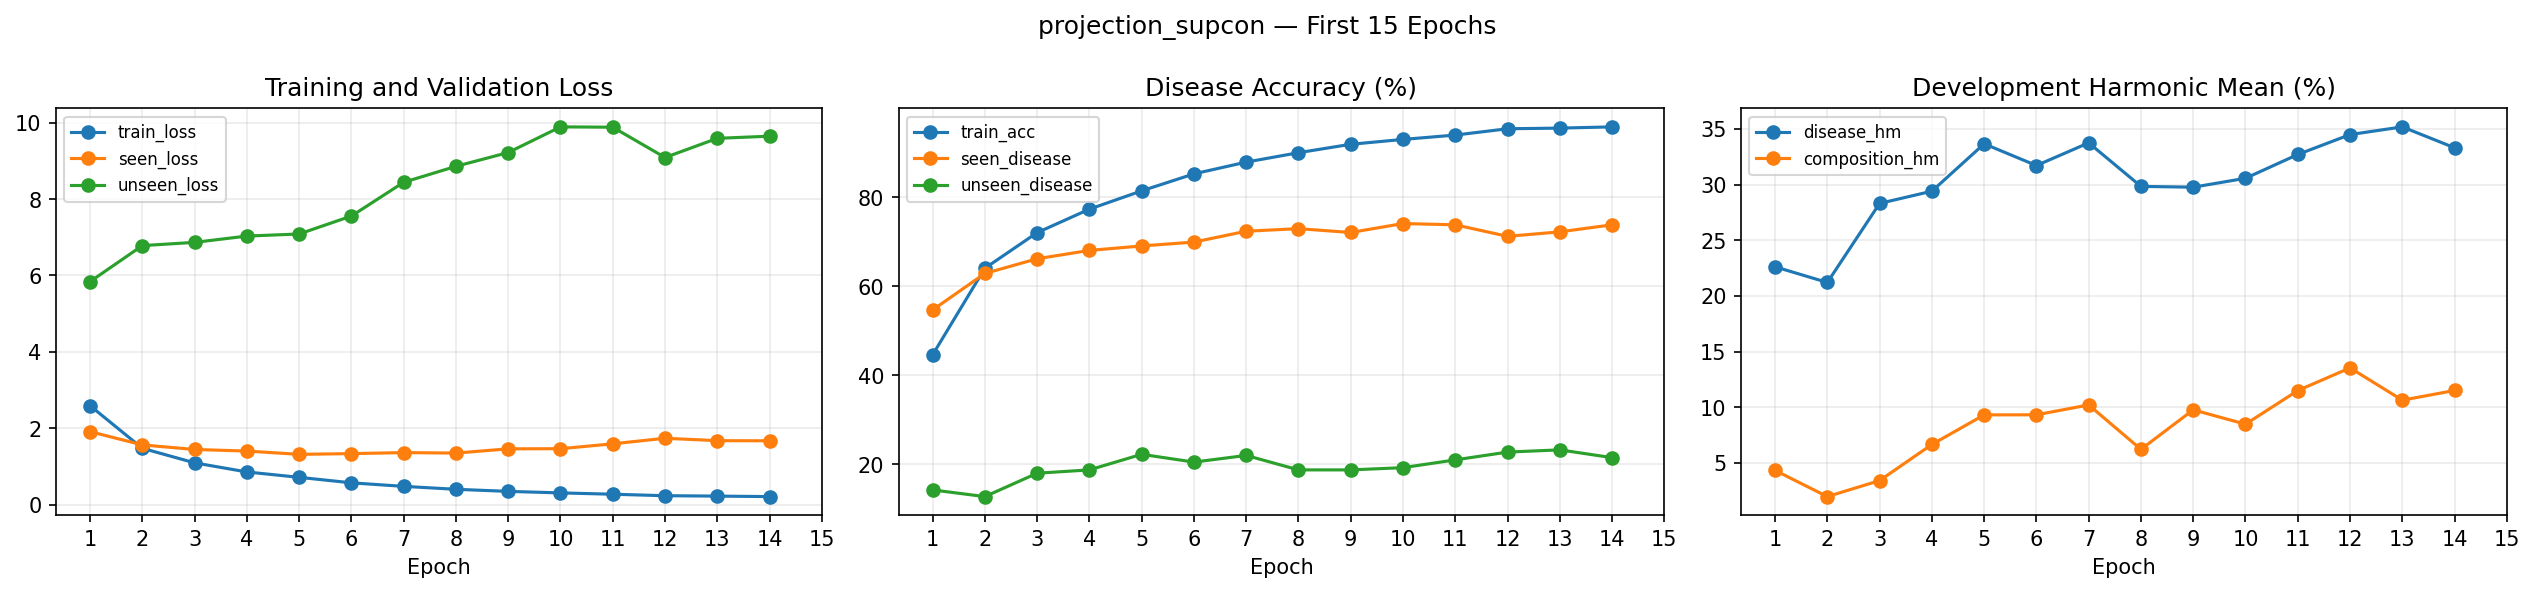 projection_supcon — First 15 Epochs
Training and Validation Loss
train_loss
seen_loss
unseen_loss
10
8
6
4
2
0
1 2 3 4 5 6 7 8 9 10 11 12 13 14 15
Epoch
Disease Accuracy (%)
train_acc
seen_disease
unseen_disease
80
60
40
20
1 2 3 4 5 6 7 8 9 10 11 12 13 14 15
Epoch
Development Harmonic Mean (%)
disease_hm
composition_hm
35
30
25
20
15
10
5
1 2 3 4 5 6 7 8 9 10 11 12 13 14 15
Epoch